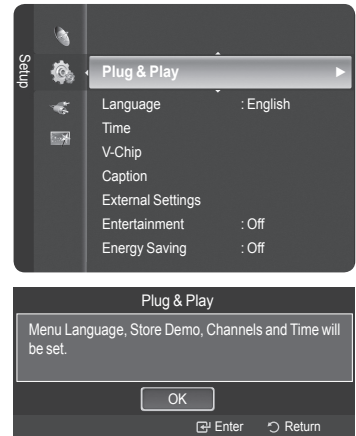 Setup
Plug & Play
Language : English
Time
V-Chip
Caption
External Settings
Entertainment : Off
Energy Saving : Off
Plug & Play
Menu Language, Store Demo, Channels and Time will
be set.
OK
Enter Return